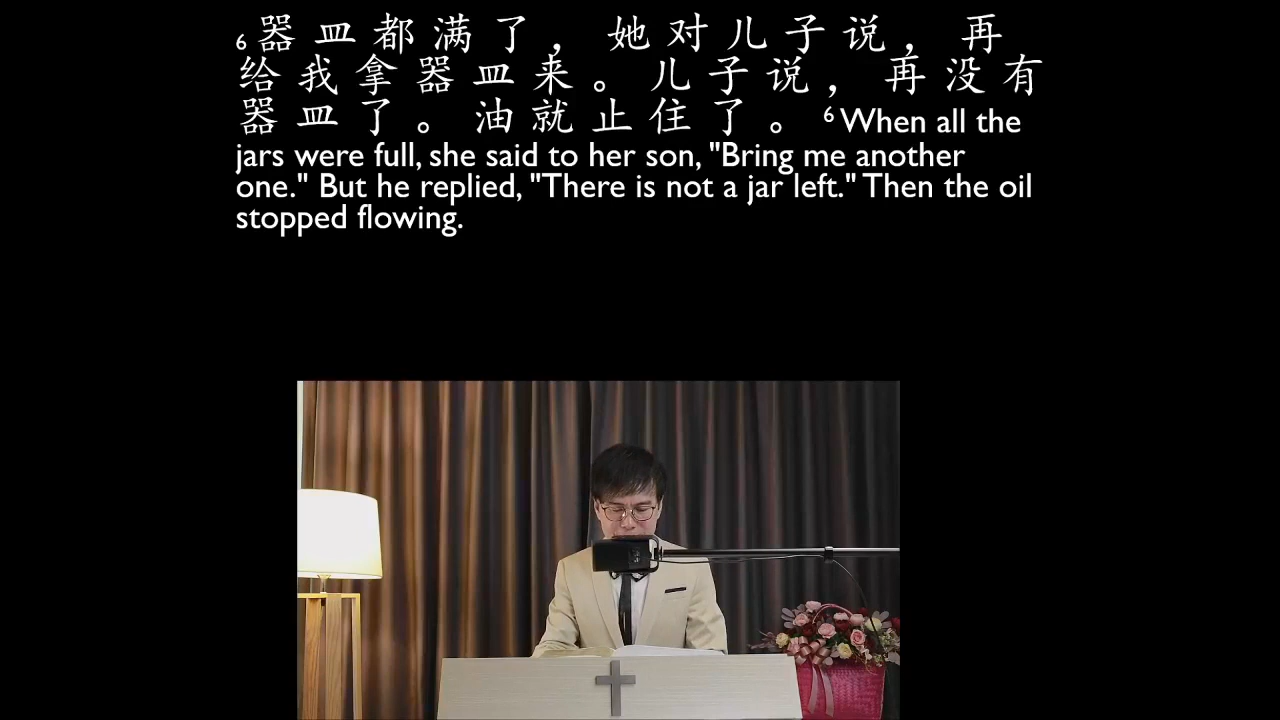 6 器皿都满了，她对儿子说，再
给我拿器皿来。儿子说，再没有
器皿了。油就止住了。 6 When all the
jars were full, she said to her son, "Bring me another
one." But he replied, "There is not a jar left." Then the oil
stopped flowing.